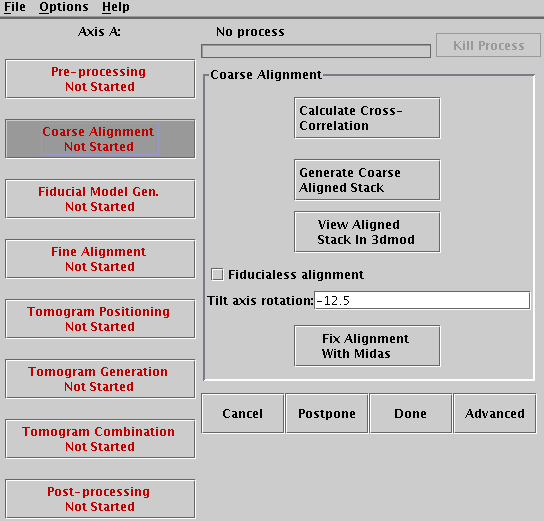 File Options Help
Axis A:
No process
Kill Process
Pre-processing
Not Started
Coarse Alignment
Not Started
Fiducial Model Gen.
Not Started
Fine Alignment
Not Started
Tomogram Positioning
Not Started
Tomogram Generation
Not Started
Tomogram Combination
Not Started
Post-processing
Not Started
Coarse Alignment
Calculate Cross-
Correlation
Generate Coarse
Aligned Stack
View Aligned
Stack In 3dmod
Fiducialess alignment
Tilt axis rotation: -12.5
Fix Alignment
With Midas
Cancel Postpone Done Advanced